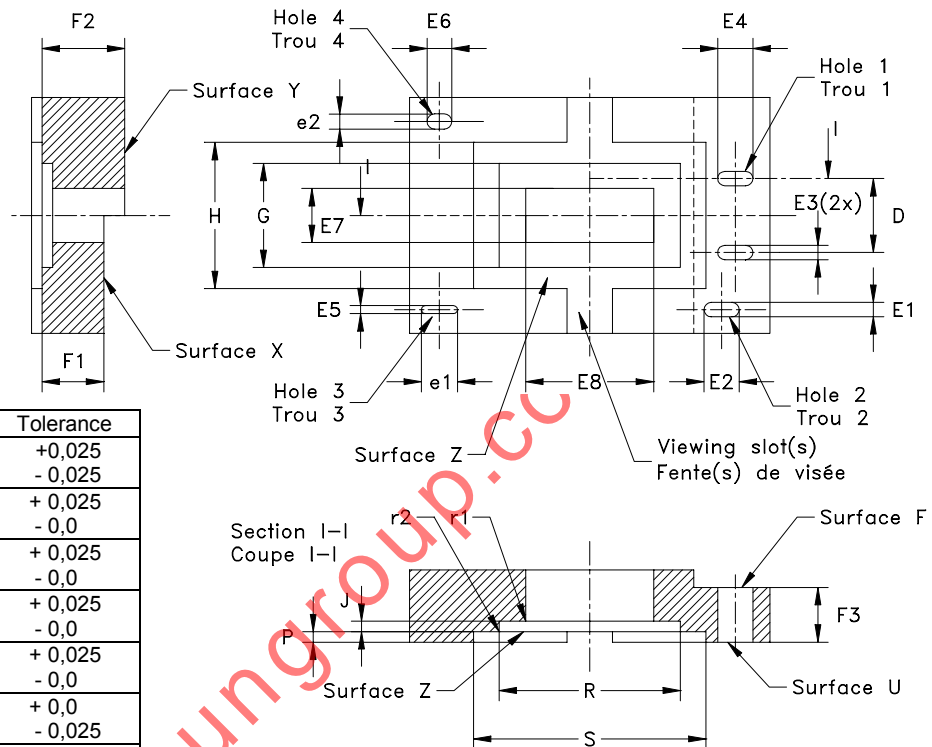 F2
Hole 4
Trou 4
E6
E4
Hole 1
Trou 1
Surface Y
e2
I
I
H
G
E7
E3(2x)
D
E5
E1
Surface X
F1
Hole 3
Trou 3
e1
E8
E2
Hole 2
Trou 2
Surface Z
Viewing slot(s)
Fente(s) de visée
Tolerance
+0,025
- 0,025
+ 0,025
- 0,0
+ 0,025
- 0,0
+ 0,025
- 0,0
+ 0,025
- 0,0
+ 0,0
- 0,025
Section I-I
Coupe I-I
r2
r1
Surface F
J
P
F3
Surface Z
R
Surface U
S
ungroup.co